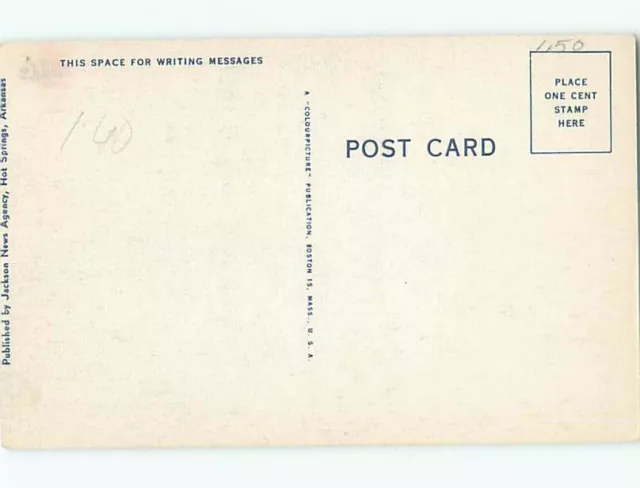 1.50
THIS SPACE FOR WRITING MESSAGES
PLACE
ONE CENT
STAMP
HERE
1.40
POST CARD
A "COLOURPICTURE" PUBLICATION, BOSTON 15, MASS., U. S. A.
Published by Jackson News Agency, Hot Springs, Arkansas